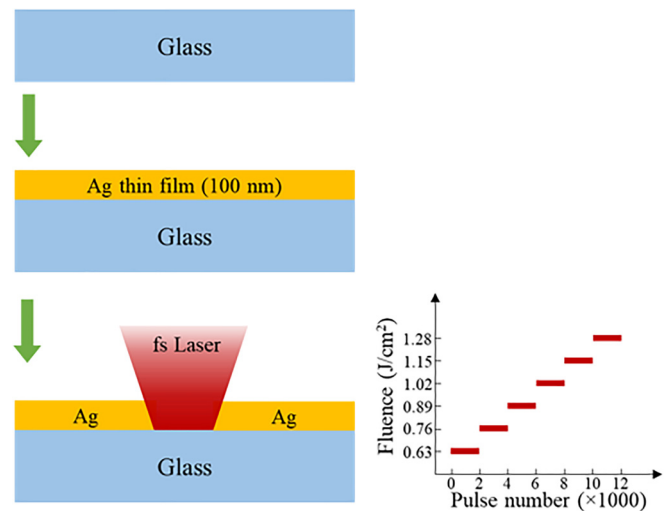 Glass
Ag thin film (100 nm)
Glass
fs Laser
Ag
Ag
Glass
Fluence (J/cm²)
1.28
1.15
1.02
0.89
0.76
0.63
0 2 4 6 8 10 12
Pulse number (×1000)